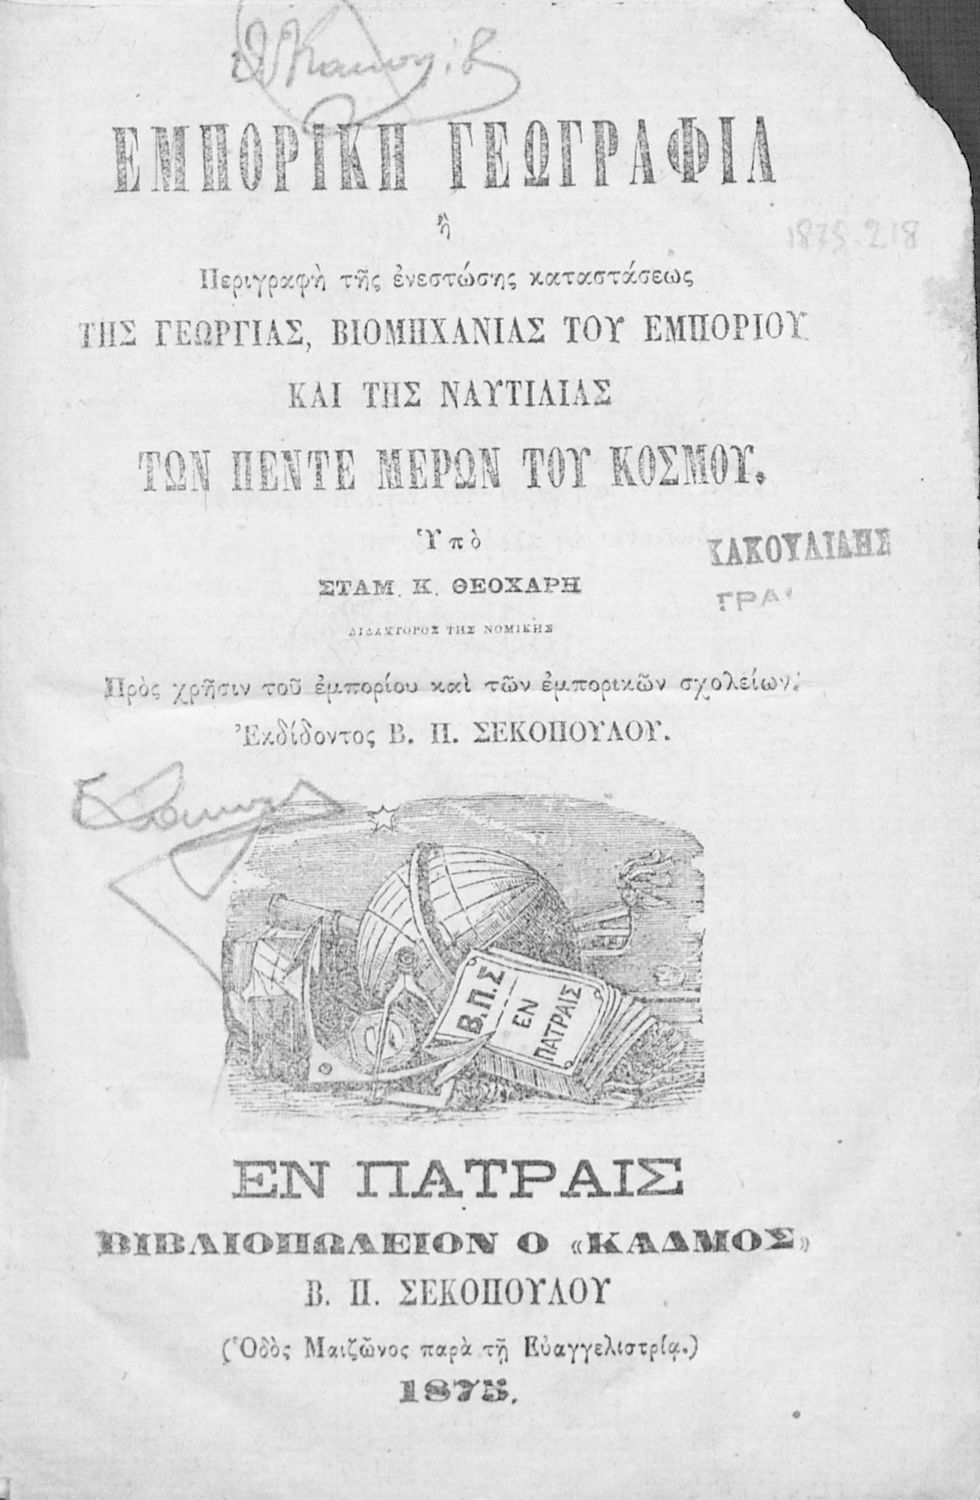 ΕΜΠΟΡΙΚΗ ΓΕΩΓΡΑΦΙΑ
ἢ
1875.218
Περιγραφὴ τῆς ἐνεστώσης καταστάσεως
ΤΗΣ ΓΕΩΡΓΙΑΣ, ΒΙΟΜΗΧΑΝΙΑΣ ΤΟΥ ΕΜΠΟΡΙΟΥ
ΚΑΙ ΤΗΣ ΝΑΥΤΙΛΙΑΣ
ΤΩΝ ΠΕΝΤΕ ΜΕΡΩΝ ΤΟΥ ΚΟΣΜΟΥ.
Ὑπὸ
ΚΑΚΟΥΛΙΔΗΣ
ΣΤΑΜ. Κ. ΘΕΟΧΑΡΗ
ΔΙΔΑΚΤΟΡΟΣ ΤΗΣ ΝΟΜΙΚΗΣ
Πρὸς χρῆσιν τοῦ ἐμπορίου καὶ τῶν ἐμπορικῶν σχολείων.
Ἐκδίδοντος Β. Π. ΣΕΚΟΠΟΥΛΟΥ.
Β.Π.Σ
ΕΝ
ΠΑΤΡΑΙΣ
ΕΝ ΠΑΤΡΑΙΣ
ΒΙΒΛΙΟΠΩΛΕΙΟΝ Ο «ΚΑΔΜΟΣ»
Β. Π. ΣΕΚΟΠΟΥΛΟΥ
(Ὁδὸς Μαιζῶνος παρὰ τῇ Εὐαγγελιστρίᾳ.)
1875.